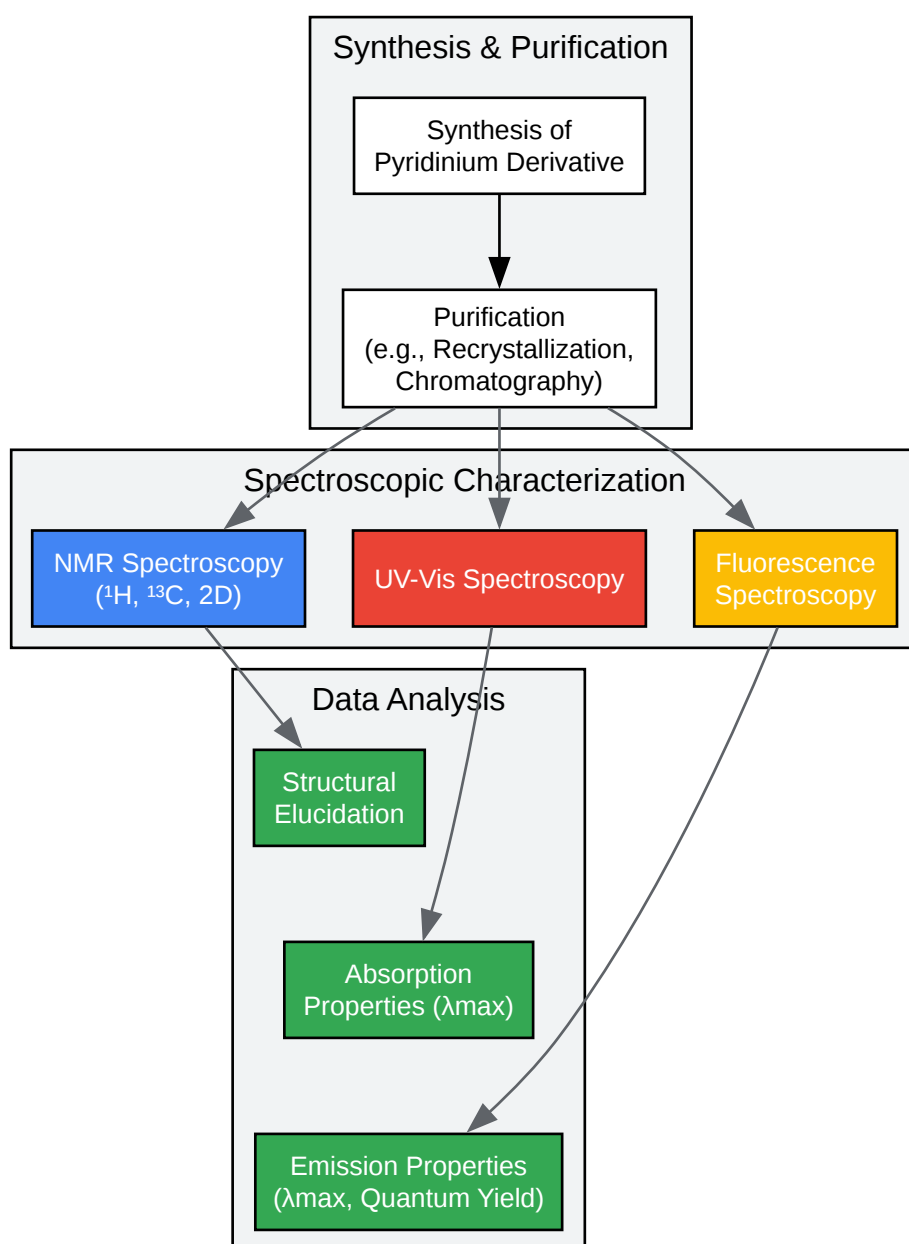 Synthesis & Purification
Synthesis of
Pyridinium Derivative
Purification
(e.g., Recrystallization,
Chromatography)
Spectroscopic Characterization
NMR Spectroscopy
(¹H, ¹³C, 2D)
UV-Vis Spectroscopy
Fluorescence
Spectroscopy
Data Analysis
Structural
Elucidation
Absorption
Properties (λmax)
Emission Properties
(λmax, Quantum Yield)